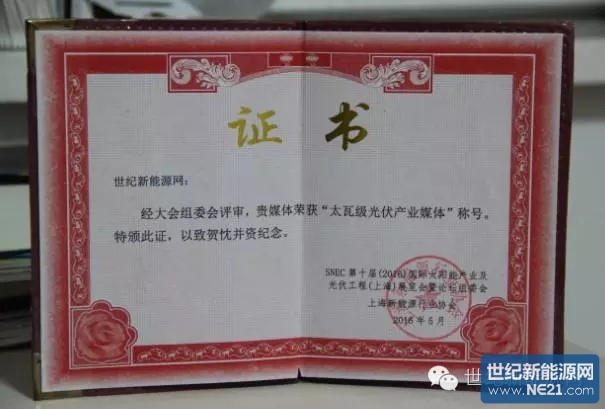 证书
世纪新能源网：
经大会组委会评审，贵媒体荣获“太瓦级光伏产业媒体”称号。
特颁此证，以致贺忱并资纪念。
SNEC 第十届(2016)国际太阳能产业及
光伏工程(上海)展览会暨论坛组委会
上海新能源行业协会
2016年5月
世纪新能源网
www.NE21.com